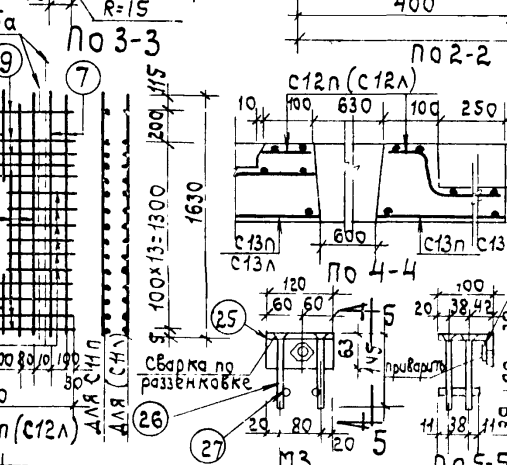 R=15
400
По 3-3
По 2-2
9
7
С12п (С12л)
10 100 630 100 250
115
200
100×13=1300
1630
600
С13п
С13л
С13п С13
По 4-4
120
60 60
100
20 38 42
25
5
63
145
Сварка по
раззенковке
приварить
26
27
20 80 20
5
11 38 11
М3
По 5-5
80 10 100
30
(С12л)
для С11п
для (С11л)